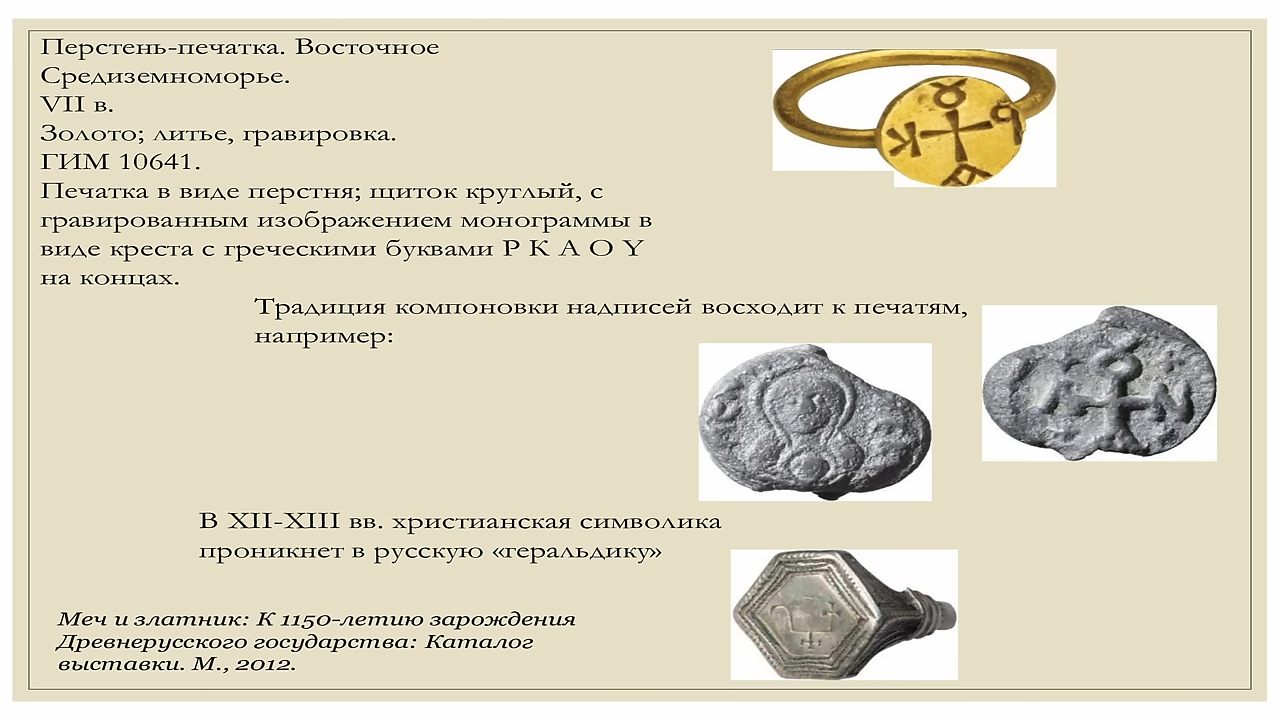 Перстень-печатка. Восточное
Средиземноморье.
VII в.
Золото; литье, гравировка.
ГИМ 10641.
Печатка в виде перстня; щиток круглый, с
гравированным изображением монограммы в
виде креста с греческими буквами P K A O Y
на концах.
Традиция компоновки надписей восходит к печатям,
например:
В XII-XIII вв. христианская символика
проникнет в русскую «геральдику»
Меч и златник: К 1150-летию зарождения
Древнерусского государства: Каталог
выставки. М., 2012.